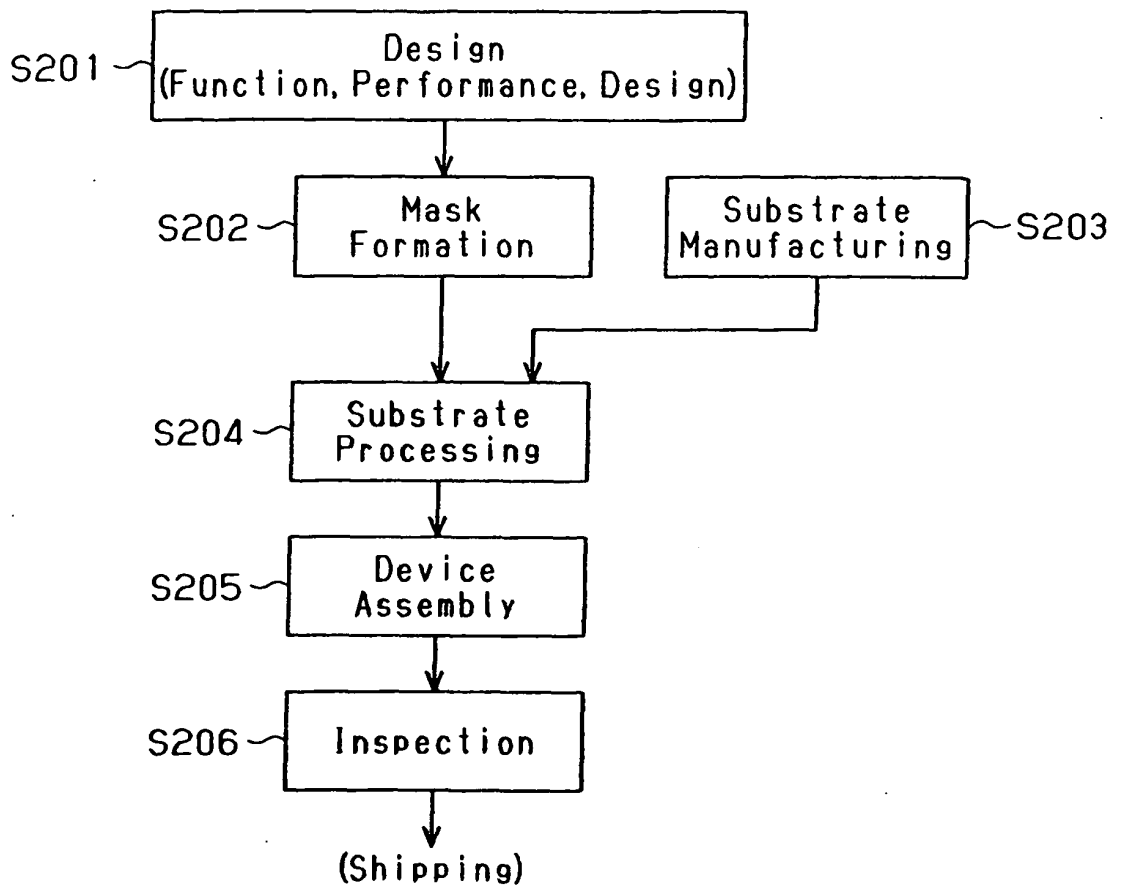 S201
Design
(Function, Performance, Design)
S202
Mask
Formation
Substrate
Manufacturing
S203
S204
Substrate
Processing
S205
Device
Assembly
S206
Inspection
(Shipping)